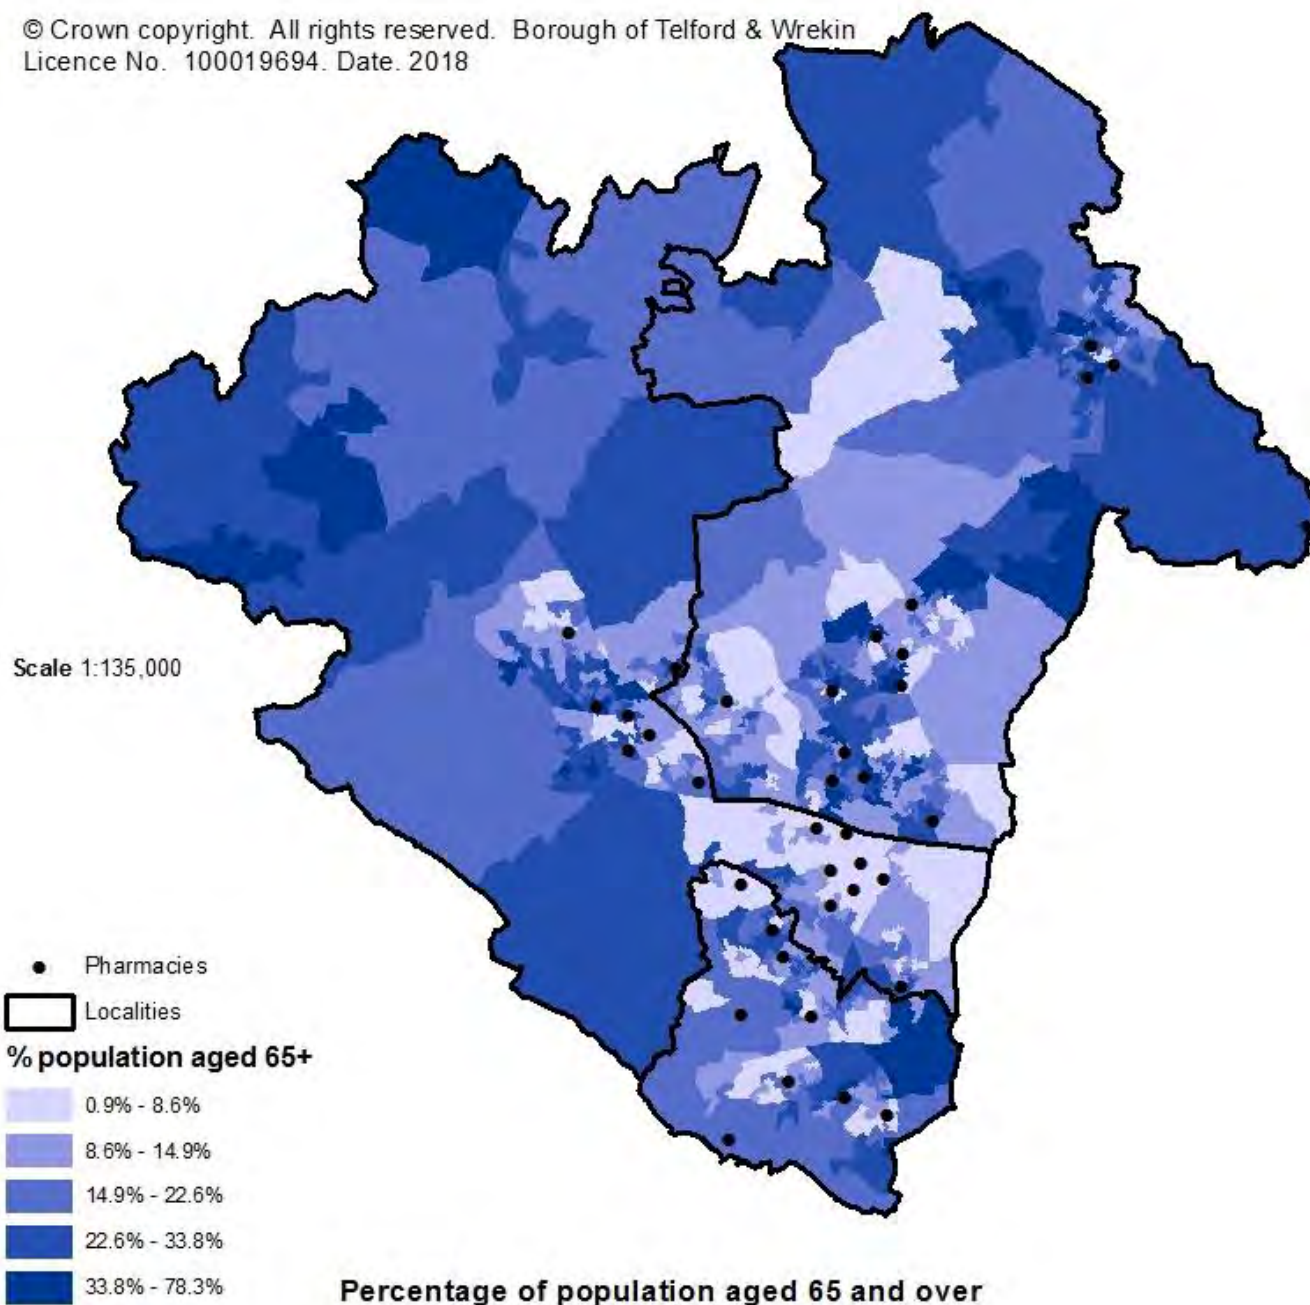 © Crown copyright. All rights reserved. Borough of Telford & Wrekin
Licence No. 100019694. Date. 2018
Scale 1:135,000
Pharmacies
Localities
% population aged 65+
0.9% - 8.6%
8.6% - 14.9%
14.9% - 22.6%
22.6% - 33.8%
33.8% - 78.3%
Percentage of population aged 65 and over